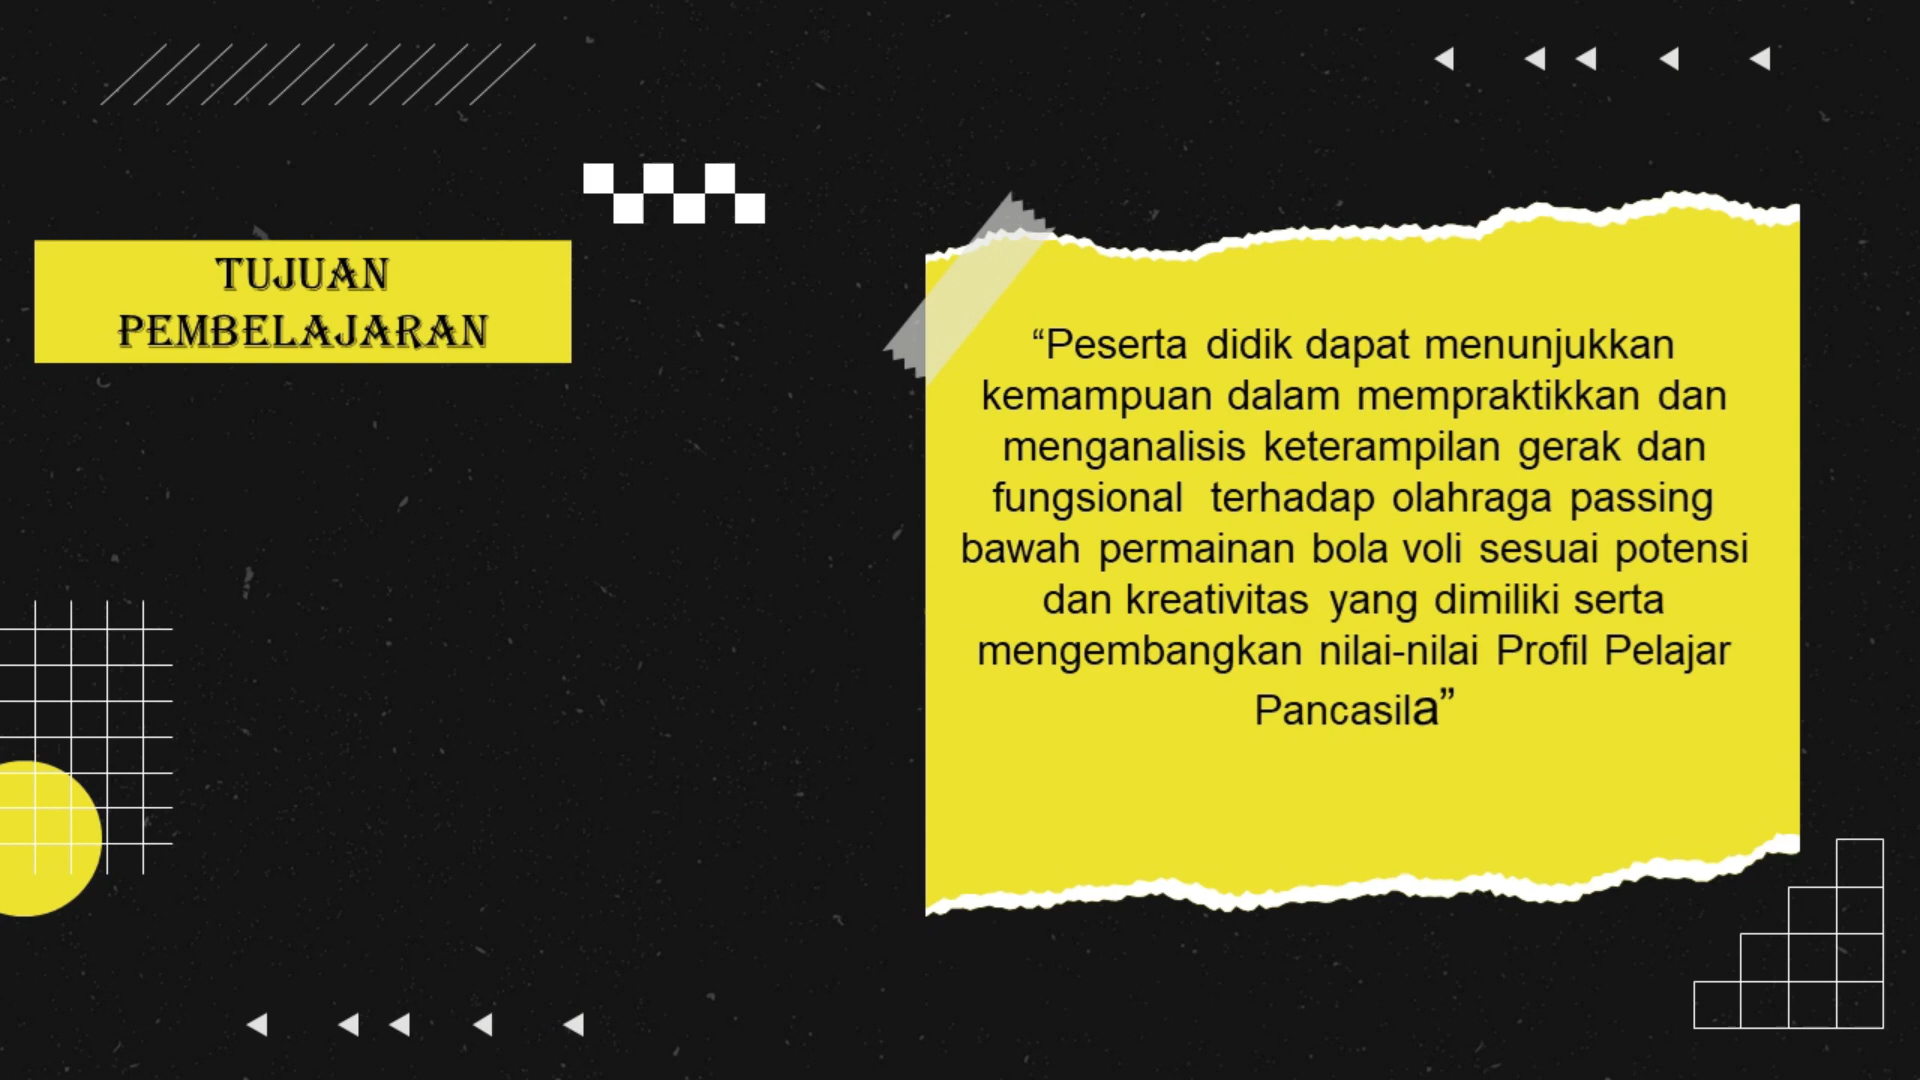 TUJUAN
PEMBELAJARAN
“Peserta didik dapat menunjukkan
kemampuan dalam mempraktikkan dan
menganalisis keterampilan gerak dan
fungsional terhadap olahraga passing
bawah permainan bola voli sesuai potensi
dan kreativitas yang dimiliki serta
mengembangkan nilai-nilai Profil Pelajar
Pancasila”